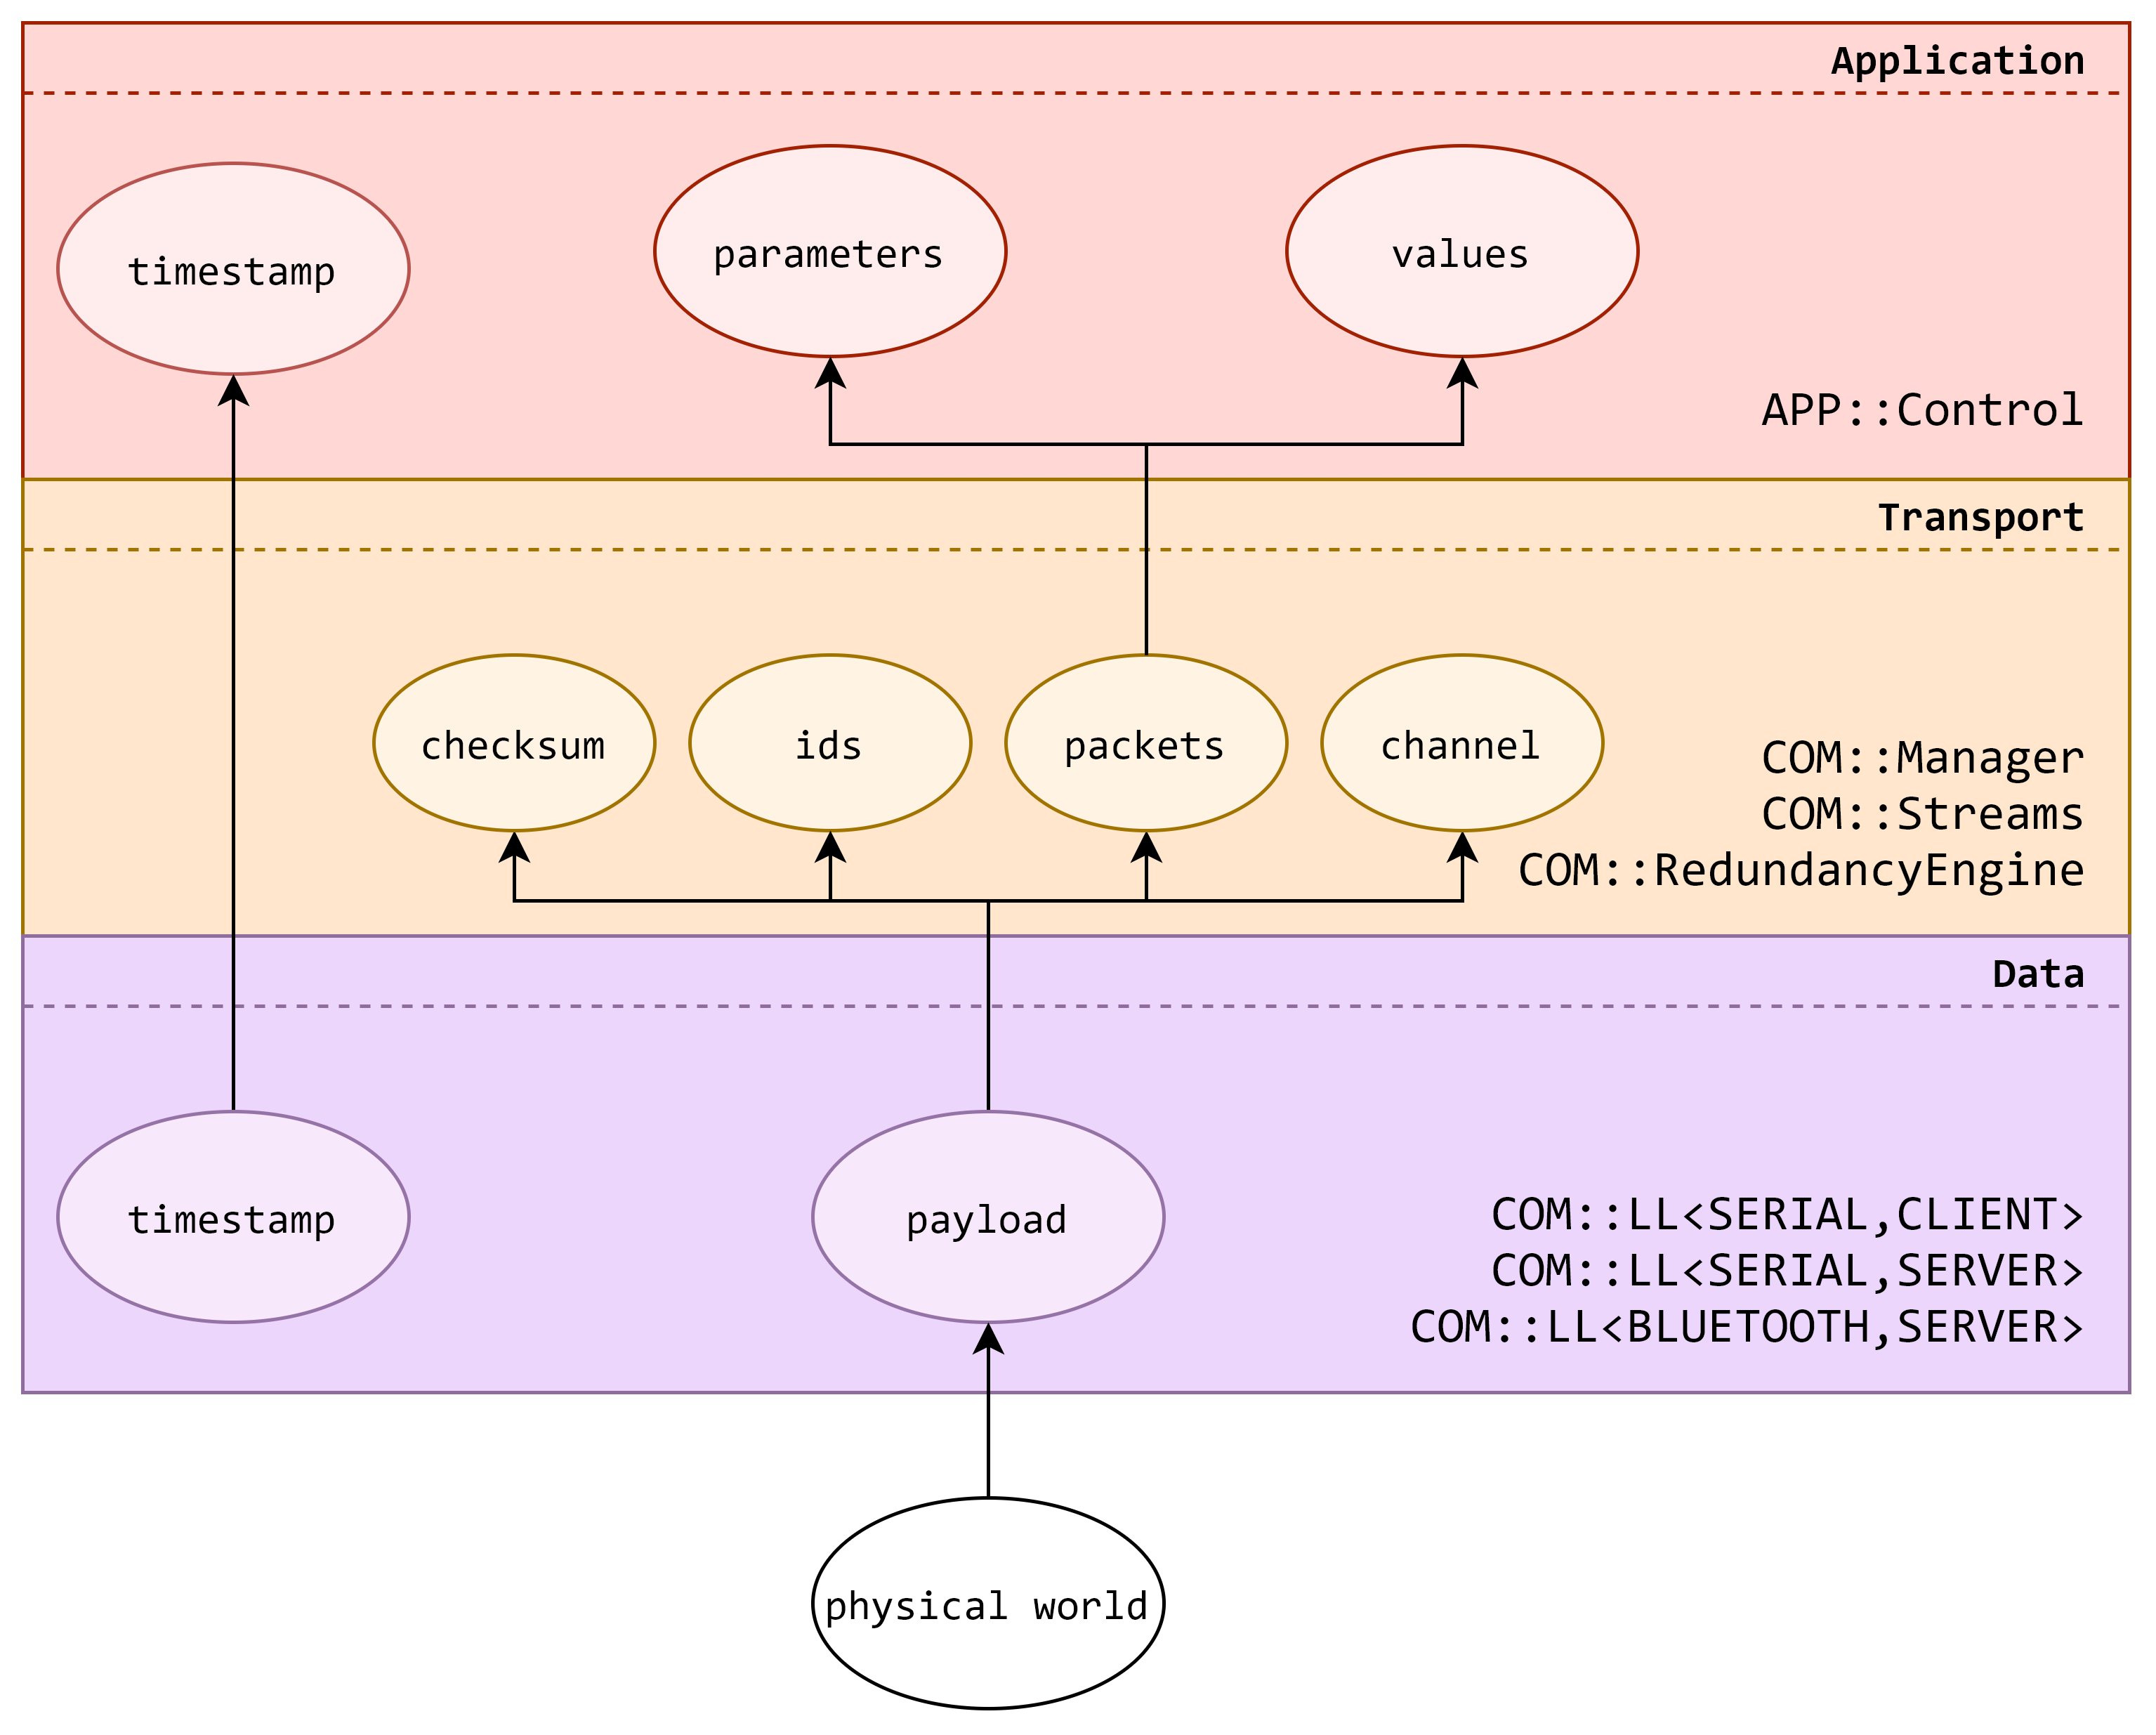 Application
timestamp
parameters
values
APP::Control
Transport
checksum
ids
packets
channel
COM::Manager
COM::Streams
COM::RedundancyEngine
Data
timestamp
payload
COM::LL<SERIAL,CLIENT>
COM::LL<SERIAL,SERVER>
COM::LL<BLUETOOTH,SERVER>
physical world